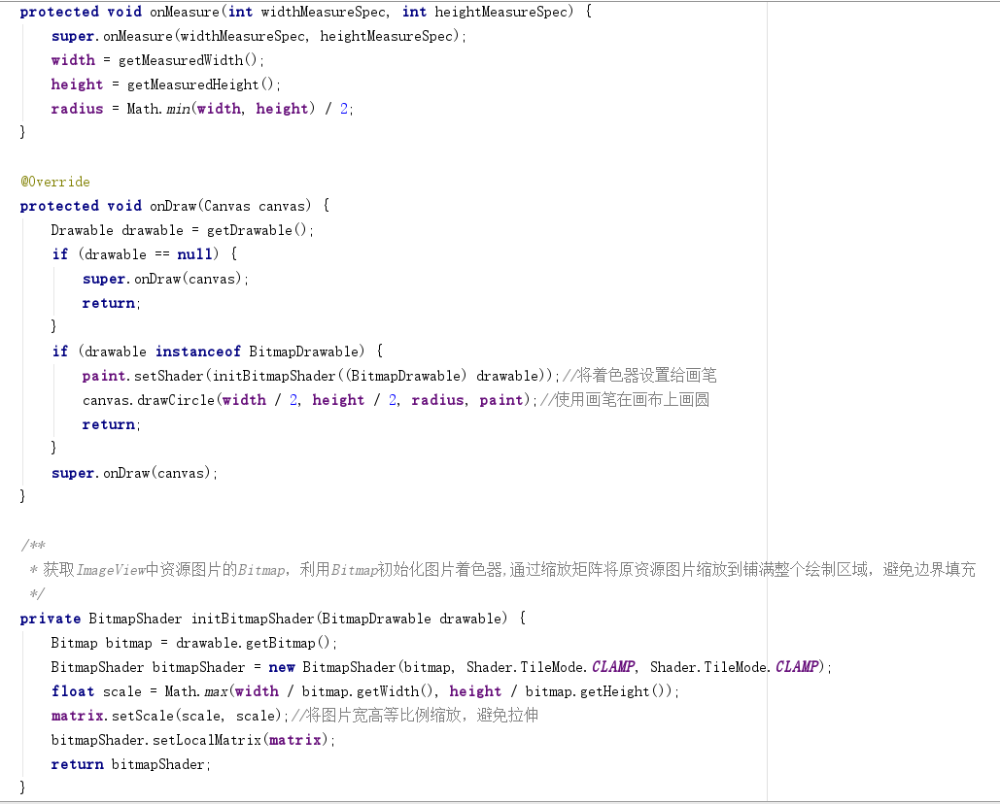 protected void onMeasure(int widthMeasureSpec, int heightMeasureSpec) {
super.onMeasure(widthMeasureSpec, heightMeasureSpec);
width = getMeasuredWidth();
height = getMeasuredHeight();
radius = Math.min(width, height) / 2;
}
@Override
protected void onDraw(Canvas canvas) {
Drawable drawable = getDrawable();
if (drawable == null) {
super.onDraw(canvas);
return;
}
if (drawable instanceof BitmapDrawable) {
paint.setShader(initBitmapShader((BitmapDrawable) drawable));//将着色器设置给画笔
canvas.drawCircle(width / 2, height / 2, radius, paint);//使用画笔在画布上画圆
return;
}
super.onDraw(canvas);
}
/**
* 获取ImageView中资源图片的Bitmap，利用Bitmap初始化图片着色器,通过缩放矩阵将原资源图片缩放到铺满整个绘制区域，避免边界填充
*/
private BitmapShader initBitmapShader(BitmapDrawable drawable) {
Bitmap bitmap = drawable.getBitmap();
BitmapShader bitmapShader = new BitmapShader(bitmap, Shader.TileMode.CLAMP, Shader.TileMode.CLAMP);
float scale = Math.max(width / bitmap.getWidth(), height / bitmap.getHeight());
matrix.setScale(scale, scale);//将图片宽高等比例缩放，避免拉伸
bitmapShader.setLocalMatrix(matrix);
return bitmapShader;
}